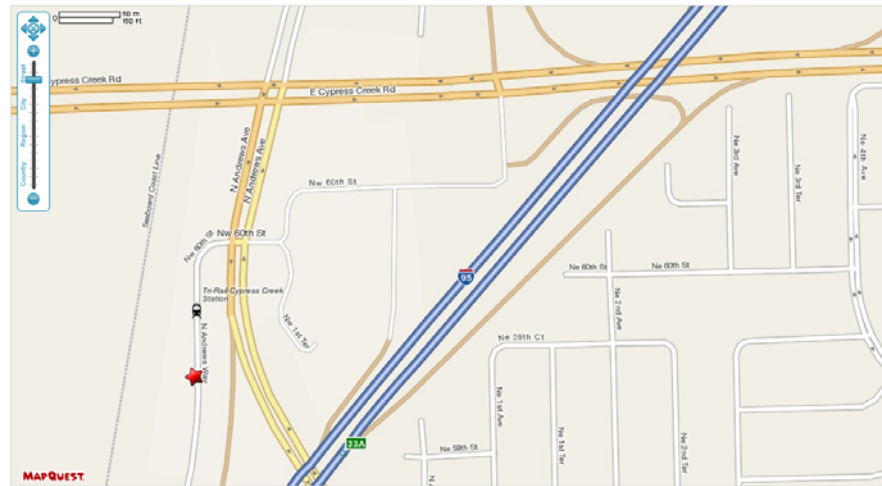 50 m
150 ft
Street
City
Region
Country
Cypress Creek Rd
E Cypress Creek Rd
N Andrews Ave
N Andrews Ave
Seaboard Coast Line
Nw 60th St
Nw 60th St
Nw 60th St
Tri-Rail-Cypress Creek
Station
N Andrews Way
Nw 1st Ter
95
33A
Ne 3rd Ave
Ne 3rd Ter
Ne 4th Ave
Ne 60th St
Ne 60th St
Ne 2nd Ave
Ne 59th Ct
Ne 1st Ave
Ne 1st Ter
Ne 2nd Ter
Ne 59th St
Ne 1st Ave
MAPQUEST